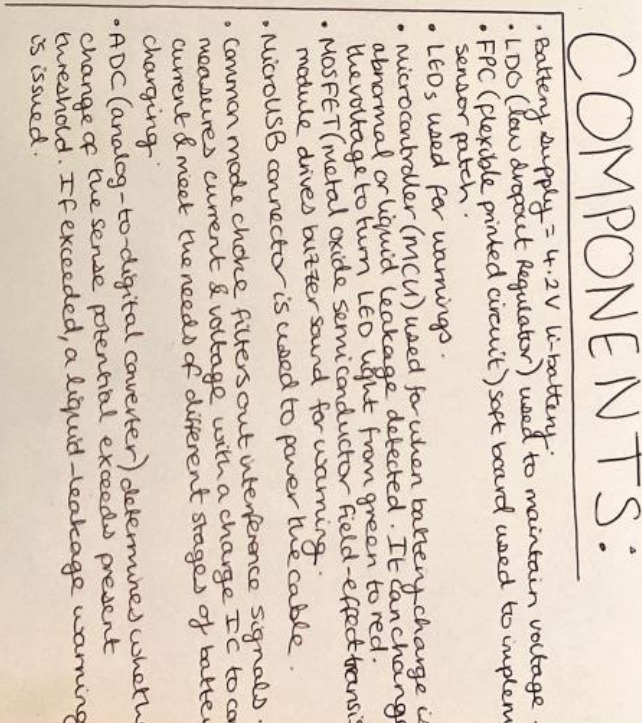 COMPONENTS:
• Battery supply = 4.2V li-battery.
• LDO (low dropout Regulator) used to maintain voltage
• FPC (flexible printed circuit) soft board used to implem
sensor patch.
• LEDs used for warnings.
• Microcontroller (MCU) used for when battery charge is
abnormal or liquid leakage detected. It can change
the voltage to turn LED light from green to red.
• MOSFET (metal oxide semiconductor field-effect transis
module drives buzzer sound for warning.
• MicroUSB connector is used to power the cable.
• Common mode choke filters out interference signals.
measures current & voltage with a charge IC to co
current & meet the needs of different stages of batte
charging.
• ADC (analog-to-digital converter) determines wheth
change of the sense potential exceeds present
threshold. If exceeded, a liquid-leakage warning
is issued.